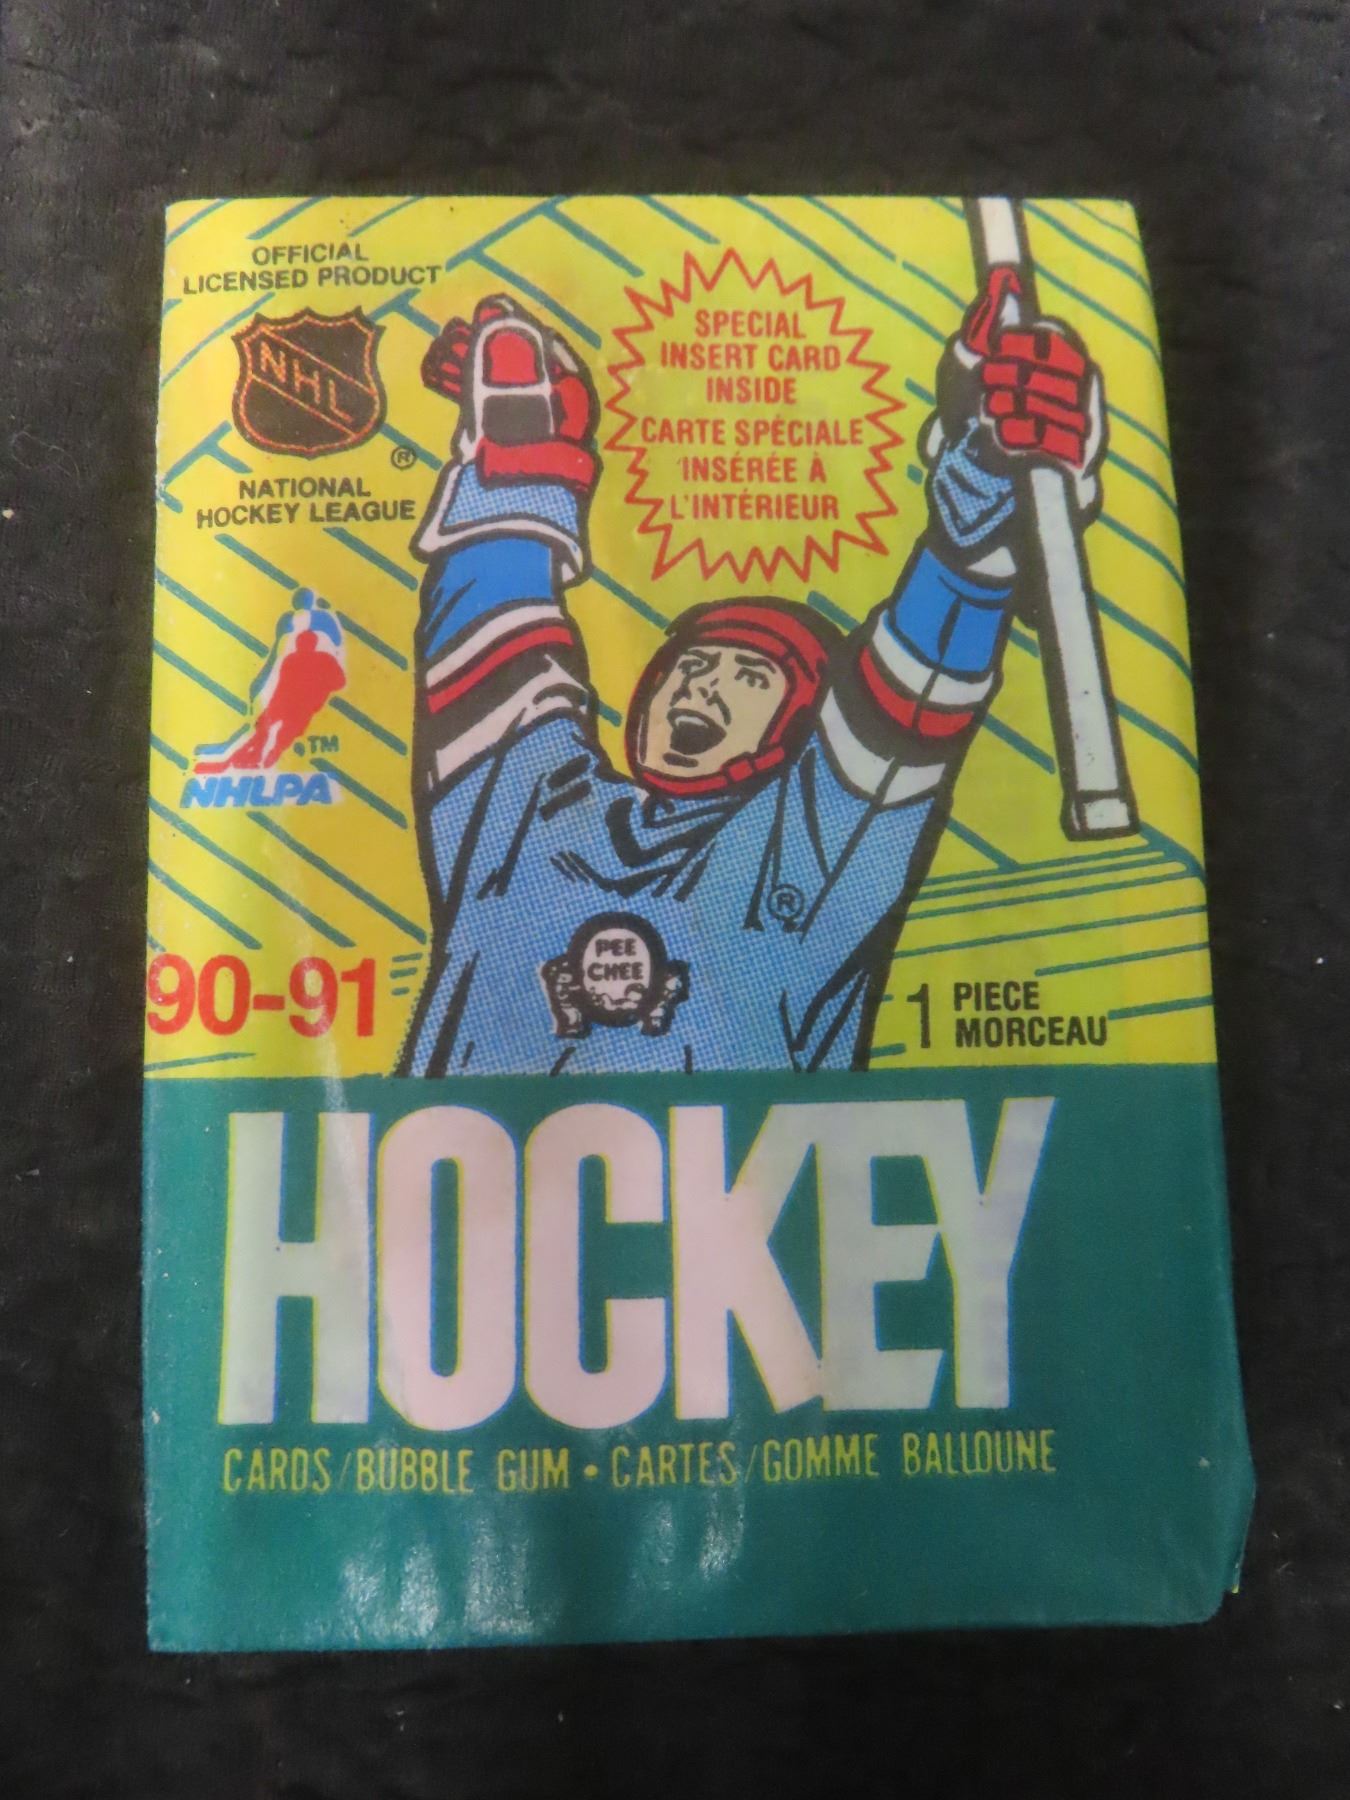 OFFICIAL
LICENSED PRODUCT
NHL
®
NATIONAL
HOCKEY LEAGUE
SPECIAL
INSERT CARD
INSIDE
CARTE SPÉCIALE
INSÉRÉE À
L'INTÉRIEUR
TM
NHLPA
®
PEE
CHEE
90-91
1 PIECE
MORCEAU
HOCKEY
CARDS/BUBBLE GUM • CARTES/GOMME BALLOUNE